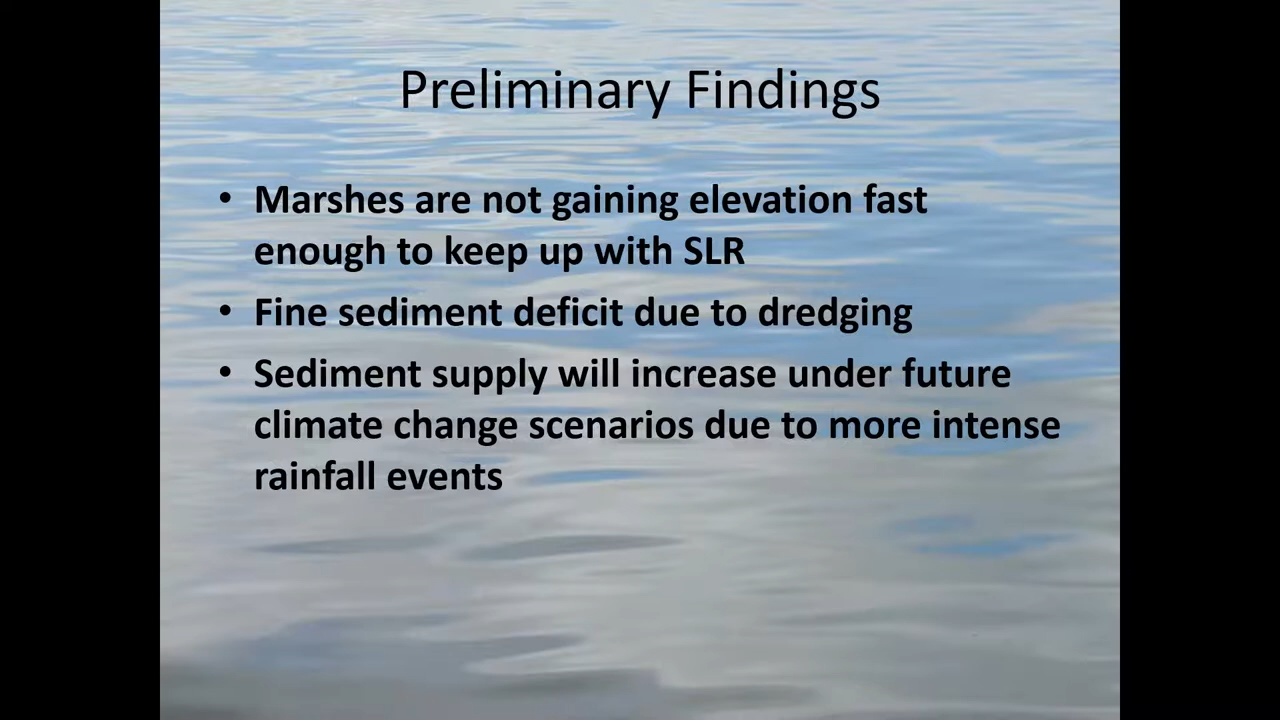 Preliminary Findings
• Marshes are not gaining elevation fast
enough to keep up with SLR
• Fine sediment deficit due to dredging
• Sediment supply will increase under future
climate change scenarios due to more intense
rainfall events